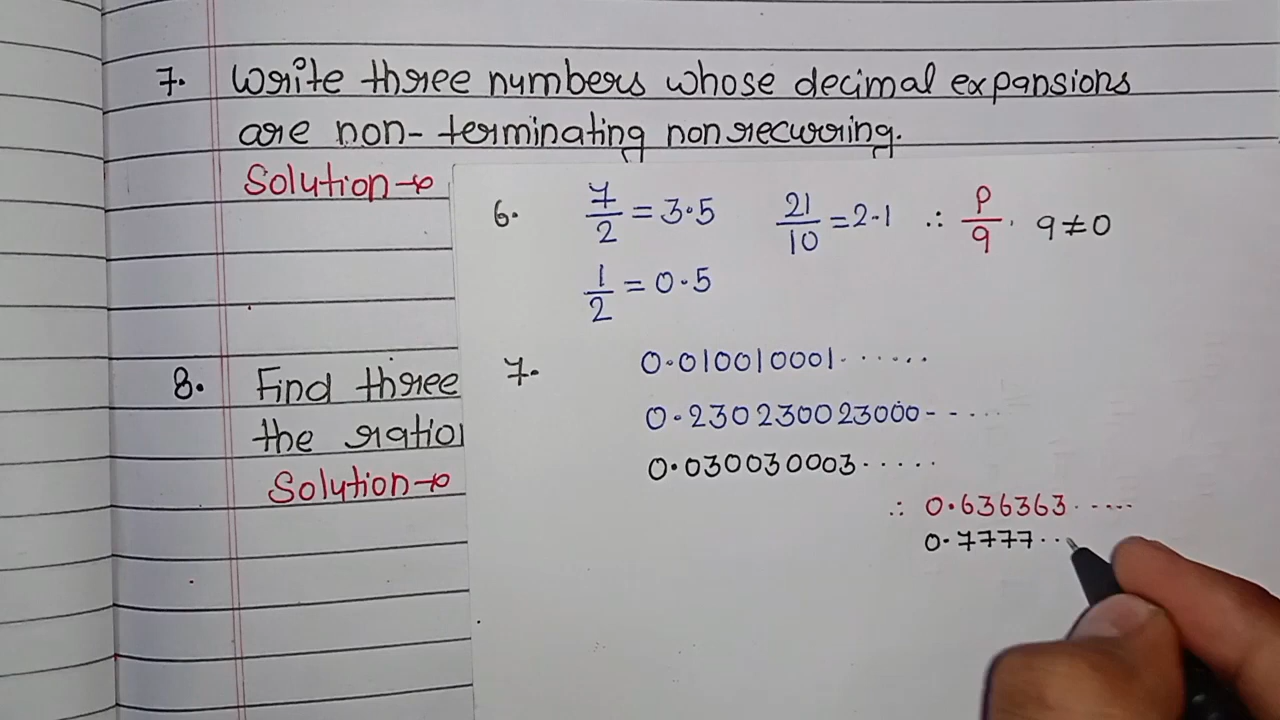 7. Write three numbers whose decimal expansions
are non-terminating nonrecurring.
Solution→
6. 7/2 = 3.5 21/10 = 2.1 ∴ p/q. q≠0
1/2 = 0.5
7. 0.010010001......
0.230230023000-----
0.030030003.....
∴ 0.636363.----
0.7777...
8. Find three
the ratio
Solution→